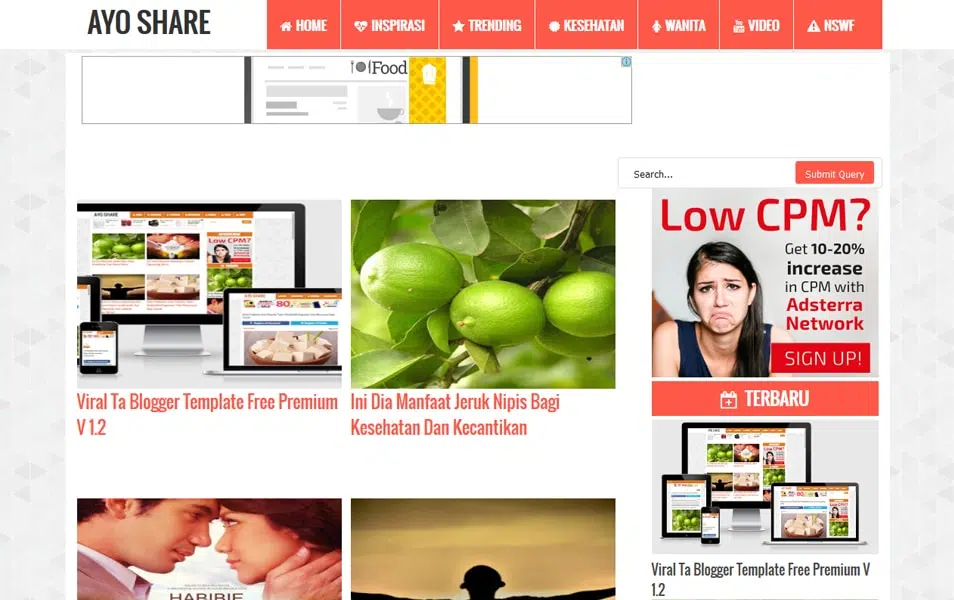 AYO SHARE
HOME
INSPIRASI
TRENDING
KESEHATAN
WANITA
VIDEO
NSWF
Food
Search...
Submit Query
Low CPM?
Get 10-20%
increase
in CPM with
Adsterra
Network
SIGN UP!
Viral Ta Blogger Template Free Premium
V 1.2
Ini Dia Manfaat Jeruk Nipis Bagi
Kesehatan Dan Kecantikan
TERBARU
Viral Ta Blogger Template Free Premium V
1.2
HABIBIE